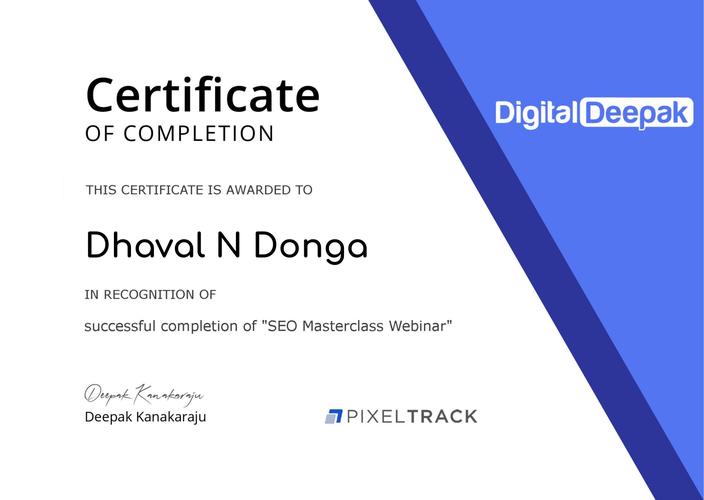 Certificate
OF COMPLETION
DigitalDeepak
THIS CERTIFICATE IS AWARDED TO
Dhaval N Donga
IN RECOGNITION OF
successful completion of "SEO Masterclass Webinar"
Deepak Kanakaraju
Deepak Kanakaraju
PIXELTRACK